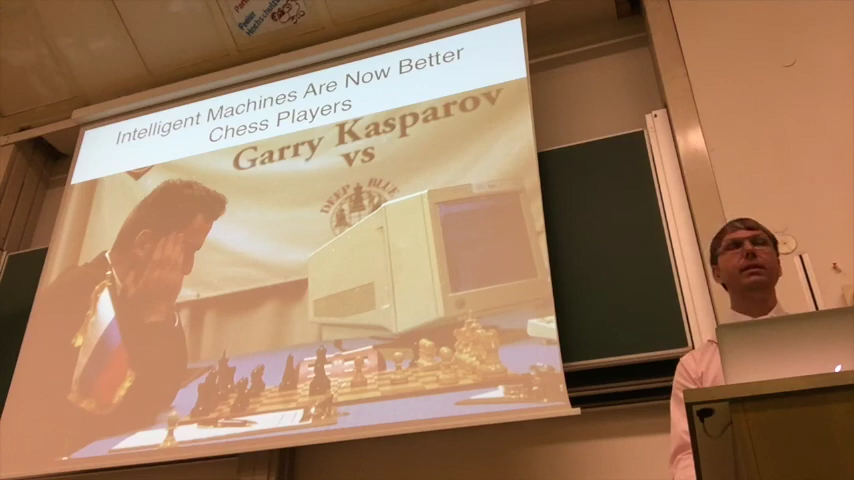 Intelligent Machines Are Now Better
Chess Players
Garry Kasparov
vs
DEEP BLUE